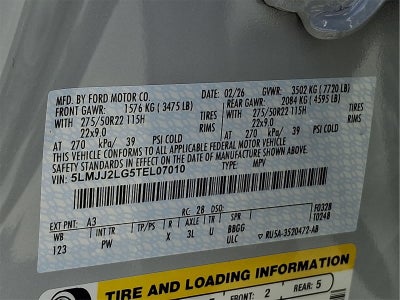 MFD. BY FORD MOTOR CO. 02/26 GVWR: 3502 KG ( 7720 LB)
FRONT GAWR: 1576 KG ( 3475 LB) REAR GAWR: 2084 KG ( 4595 LB)
WITH 275/50R22 115H TIRES WITH 275/50R22 115H TIRES
22x9.0 RIMS 22x9.0 RIMS
270 kPa/ 39 PSI COLD AT 270 kPa/ 39 PSI COLD
THIS VEHICLE CONFORMS TO ALL APPLICABLE FEDERAL MOTOR VEHICLE
SAFETY STANDARDS IN EFFECT ON THE DATE OF MANUFACTURE SHOWN ABOVE.
VIN: 5LMJJ2LG5TEL07010 TYPE: MPV
F0328
T0248
EXT PNT: A3 RC: 28 DSO:
WB BRK INT TR TP/PS R AXLE TR SPR
123 PW X 3L U BBGG
ULC RU5A-3520472-AB
TIRE AND LOADING INFORMATION
FRONT: 2 REAR: 5